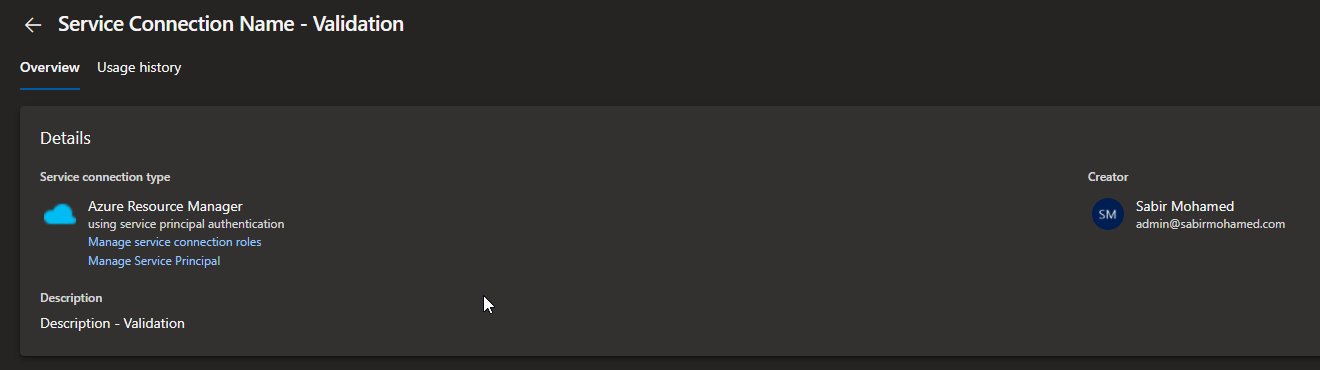 Service Connection Name - Validation
Overview
Usage history
Details
Service connection type
Azure Resource Manager
using service principal authentication
Manage service connection roles
Manage Service Principal
Creator
SM
Sabir Mohamed
admin@sabirmohamed.com
Description
Description - Validation